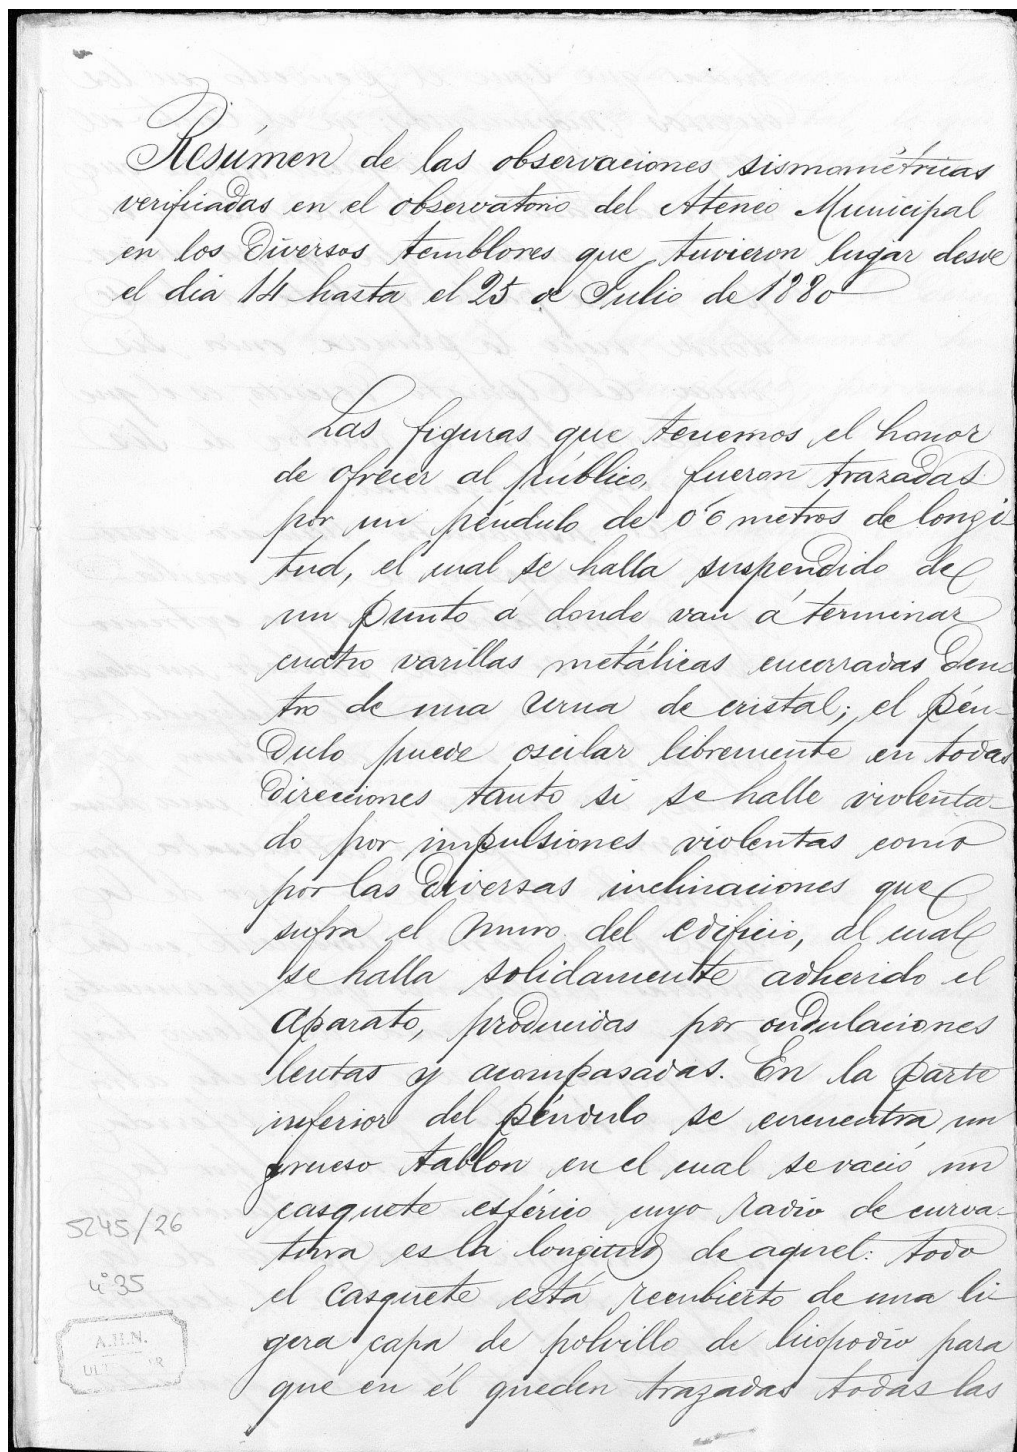 Resúmen de las observaciones sismométricas
verificadas en el observatorio del Ateneo Municipal
en los diversos temblores que tuvieron lugar desde
el dia 14 hasta el 25 de Julio de 1880
Las figuras que tenemos el honor
de ofrecer al público, fueron trazadas
por un péndulo de 0'6 metros de longi-
tud, el cual se halla suspendido de
un punto á donde van á terminar
cuatro varillas metálicas encerradas den-
tro de una urna de cristal; el pén-
dulo puede oscilar libremente en todas
direcciones tanto si se halle violenta-
do por impulsiones violentas como
por las diversas inclinaciones que
sufra el muro del edificio, al cual
se halla solidamente adherido el
aparato, producidas por ondulaciones
lentas y acompasadas. En la parte
inferior del péndulo se encuentra un
grueso tablon en el cual se vació un
casquete esférico cuyo radio de curva-
tura es la longitud de aquel: todo
el casquete está recubierto de una li-
gera capa de polvillo de licopodio para
que en él queden trazadas todas las
5245/26
4º 35
A.H.N.